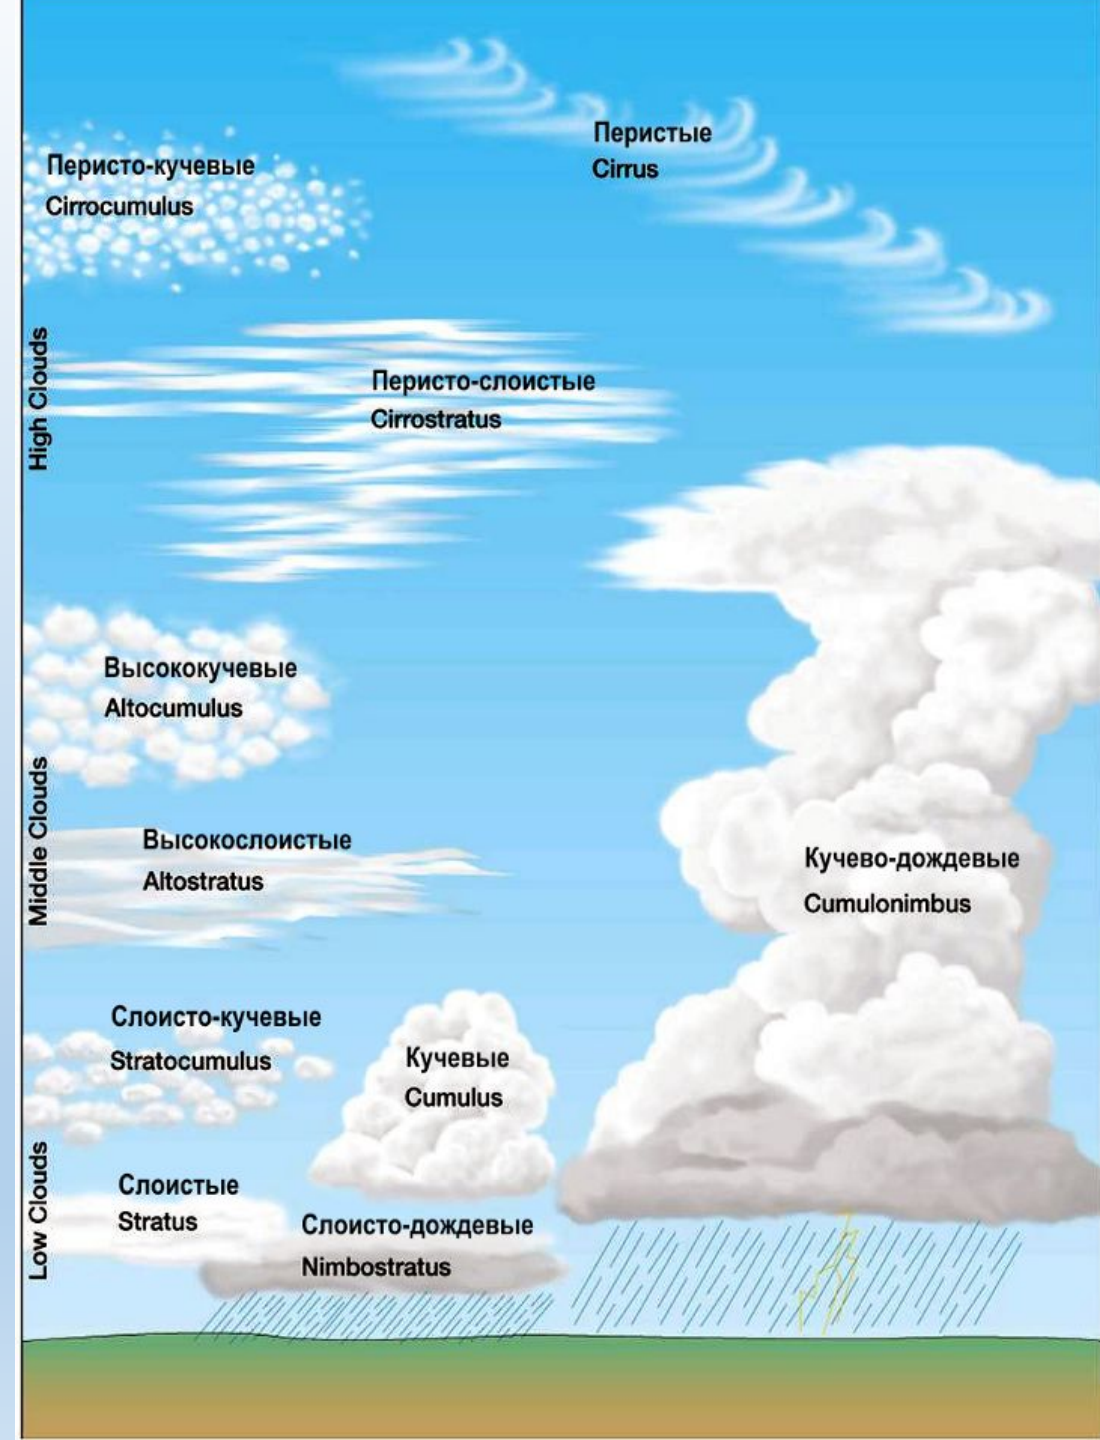 Перистые
Cirrus
Перисто-кучевые
Cirrocumulus
High Clouds
Перисто-слоистые
Cirrostratus
Высококучевые
Altocumulus
Middle Clouds
Высокослоистые
Altostratus
Кучево-дождевые
Cumulonimbus
Слоисто-кучевые
Stratocumulus
Кучевые
Cumulus
Low Clouds
Слоистые
Stratus
Слоисто-дождевые
Nimbostratus